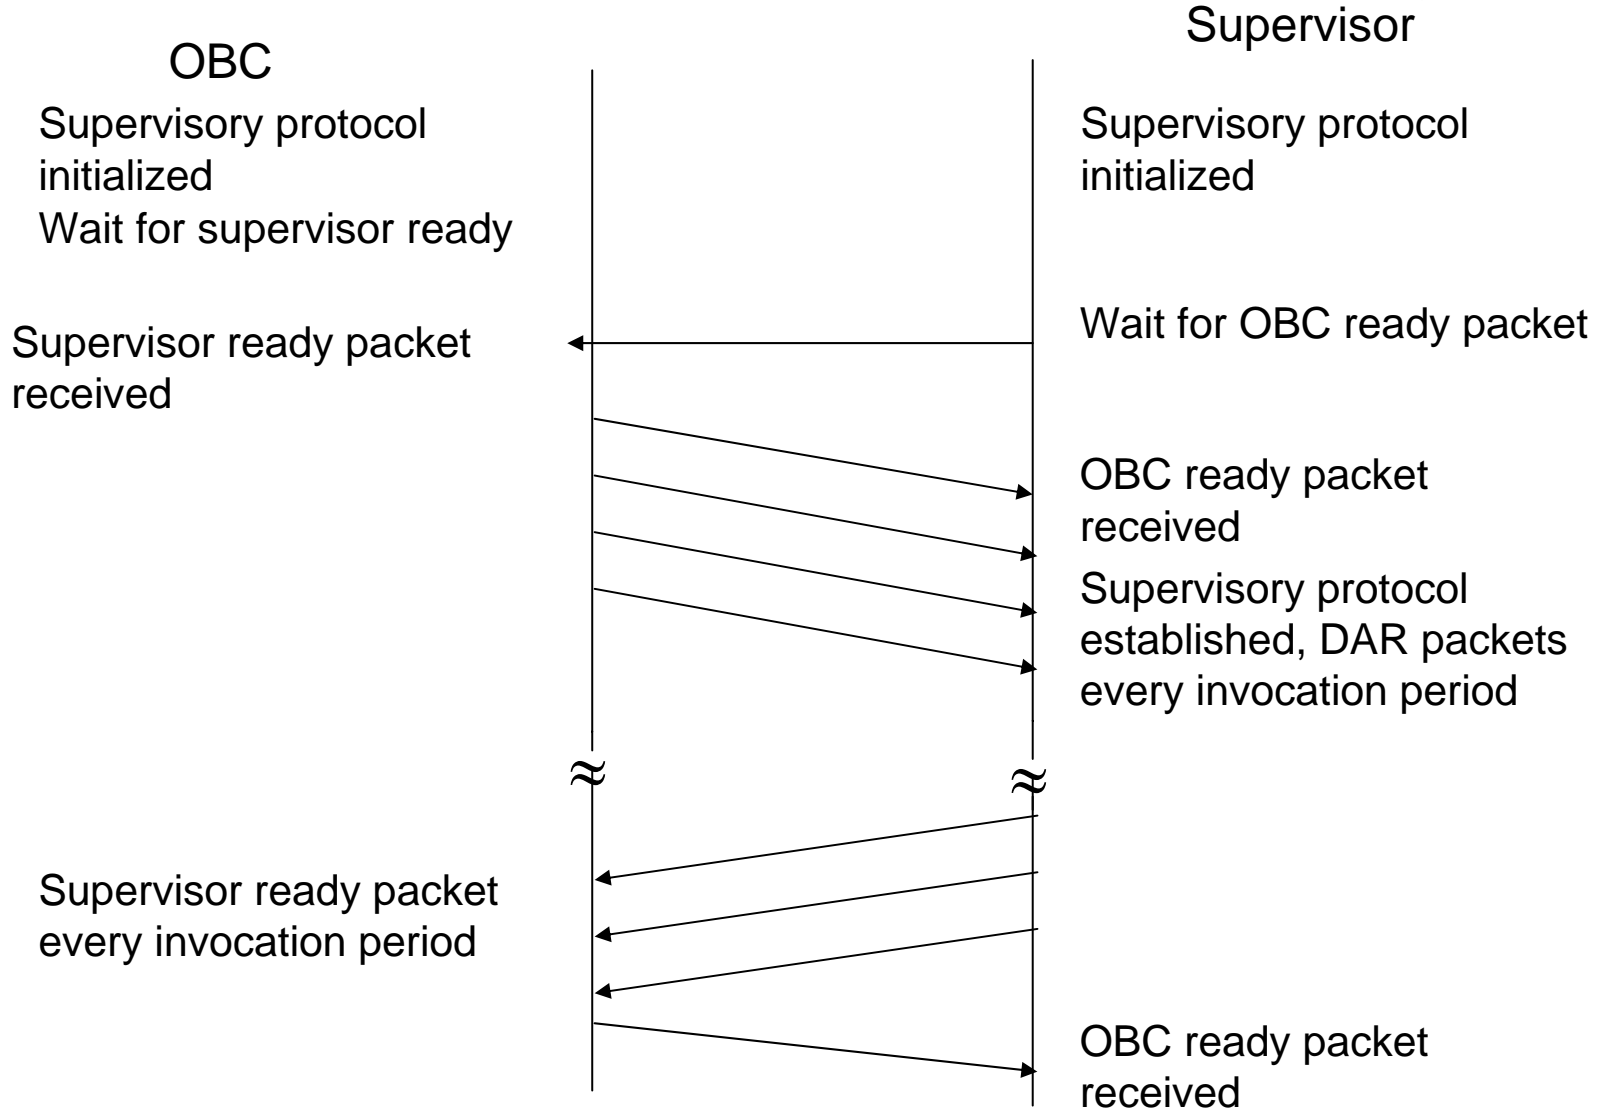 Supervisor
OBC
Supervisory protocol
initialized
Wait for supervisor ready
Supervisory protocol
initialized
Wait for OBC ready packet
Supervisor ready packet
received
OBC ready packet
received
Supervisory protocol
established, DAR packets
every invocation period
≈
≈
Supervisor ready packet
every invocation period
OBC ready packet
received